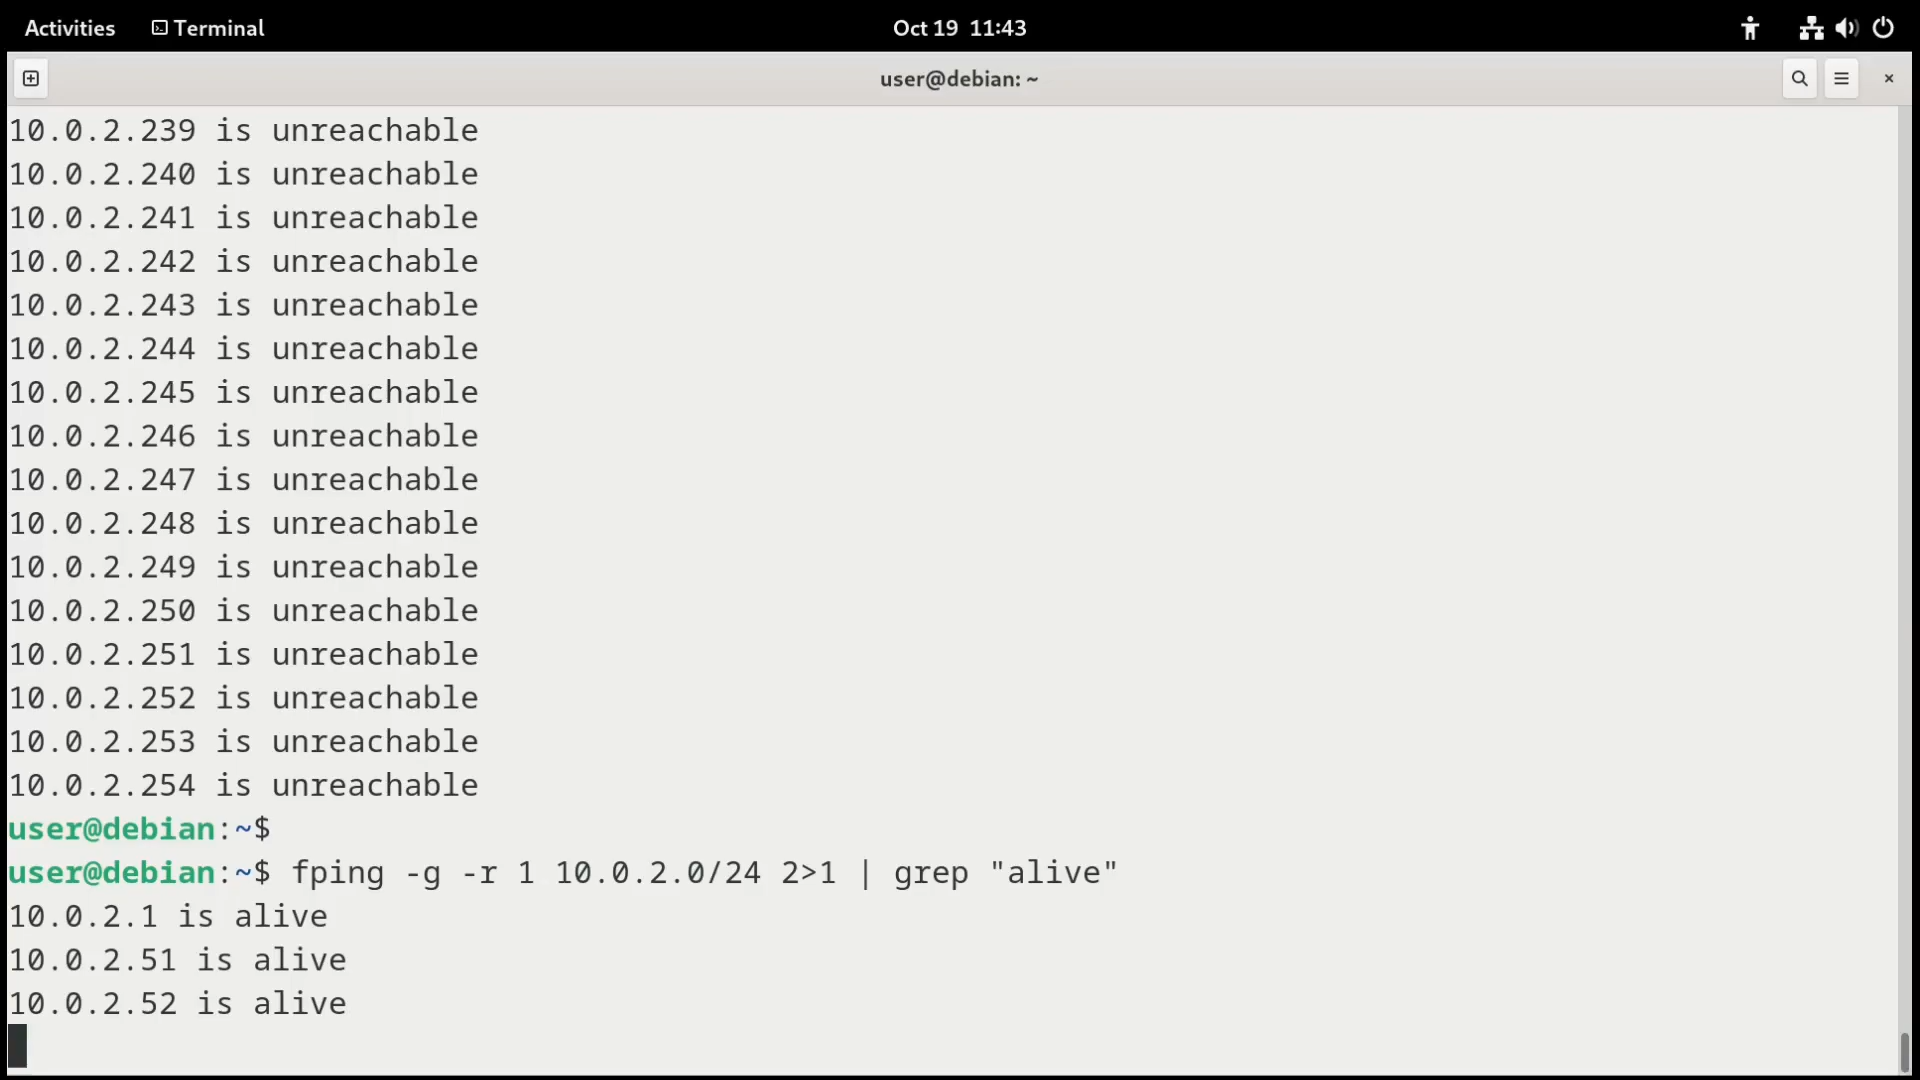 Activities Terminal Oct 19 11:43
user@debian: ~
10.0.2.239 is unreachable
10.0.2.240 is unreachable
10.0.2.241 is unreachable
10.0.2.242 is unreachable
10.0.2.243 is unreachable
10.0.2.244 is unreachable
10.0.2.245 is unreachable
10.0.2.246 is unreachable
10.0.2.247 is unreachable
10.0.2.248 is unreachable
10.0.2.249 is unreachable
10.0.2.250 is unreachable
10.0.2.251 is unreachable
10.0.2.252 is unreachable
10.0.2.253 is unreachable
10.0.2.254 is unreachable
user@debian:~$
user@debian:~$ fping -g -r 1 10.0.2.0/24 2>1 | grep "alive"
10.0.2.1 is alive
10.0.2.51 is alive
10.0.2.52 is alive